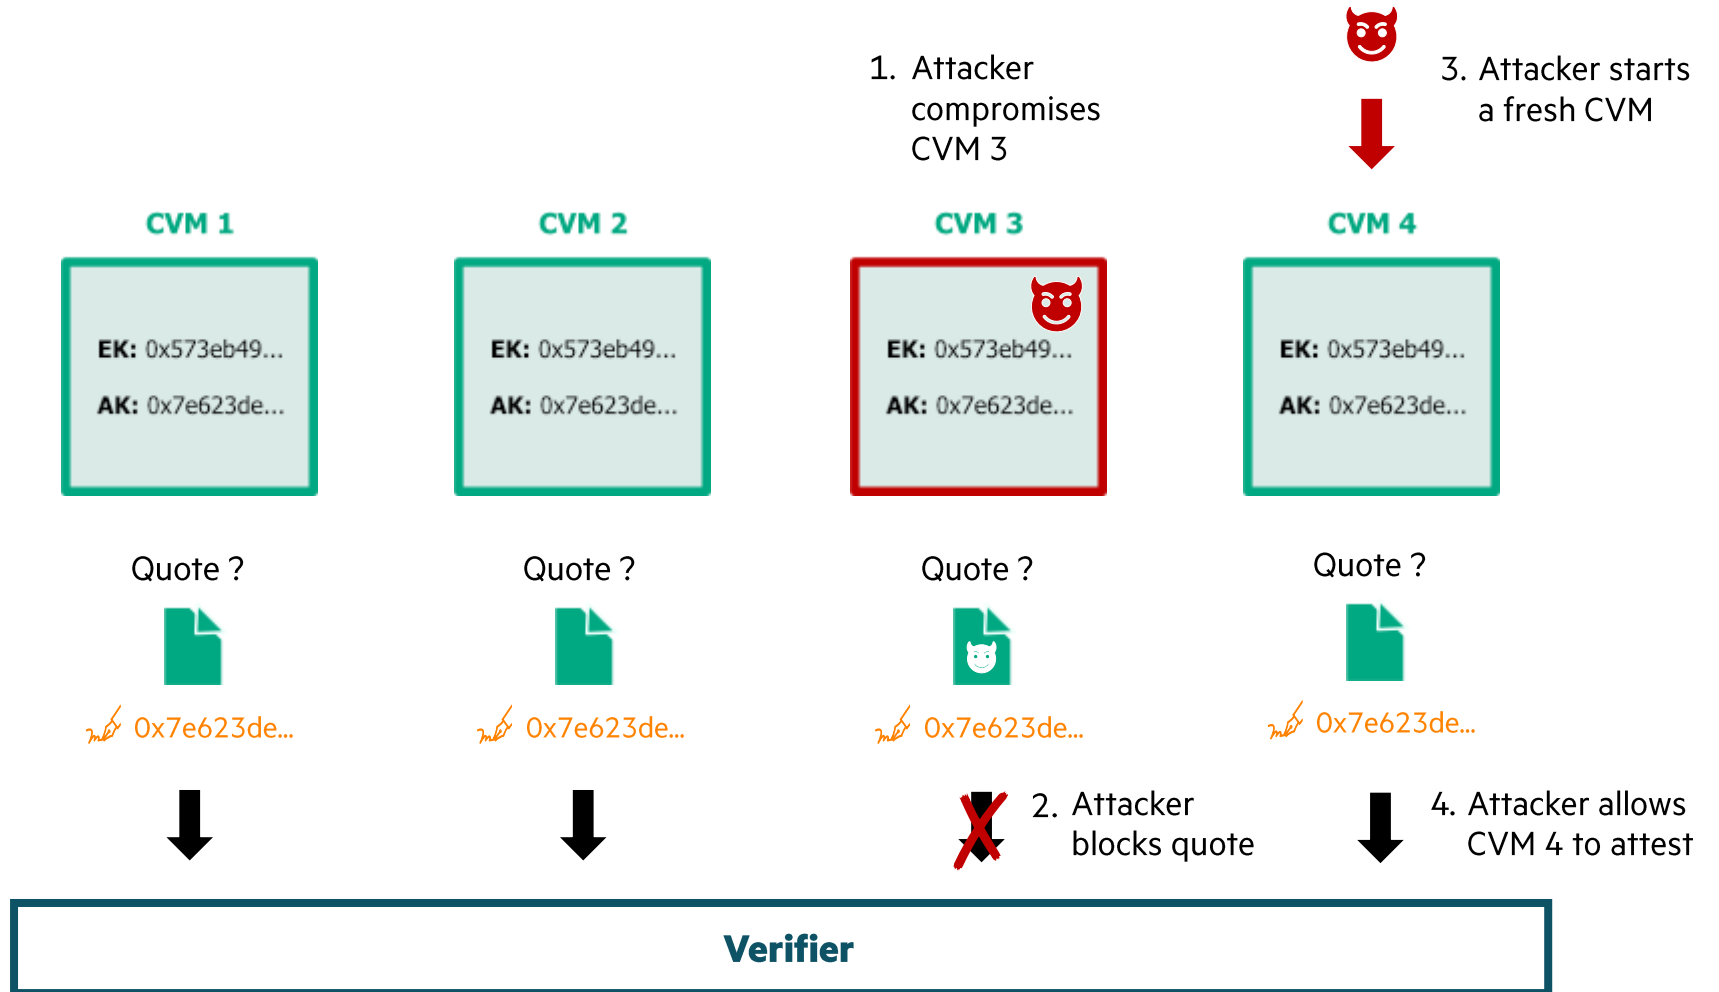 1. Attacker
compromises
CVM 3
3. Attacker starts
a fresh CVM
CVM 1
CVM 2
CVM 3
CVM 4
EK: 0x573eb49...
AK: 0x7e623de...
EK: 0x573eb49...
AK: 0x7e623de...
EK: 0x573eb49...
AK: 0x7e623de...
EK: 0x573eb49...
AK: 0x7e623de...
Quote ?
Quote ?
Quote ?
Quote ?
0x7e623de...
0x7e623de...
0x7e623de...
0x7e623de...
2. Attacker
blocks quote
4. Attacker allows
CVM 4 to attest
Verifier